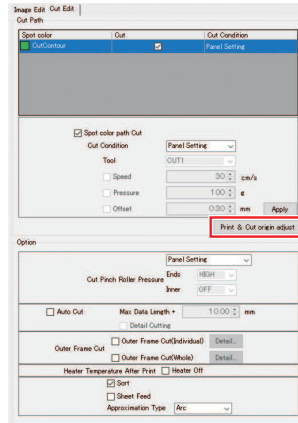 Image Edit Cut Edit
Cut Path
Spot color Cut Cut Condition
CutContour Panel Setting
Spot color path Cut
Cut Condition Panel Setting
Tool CUT1
Speed 30 cm/s
Pressure 100 g
Offset 0.30 mm Apply
Print & Cut origin adjust
Option
Panel Setting
Cut Pinch Roller Pressure Ends HIGH
Inner OFF
Auto Cut Max Data Length + 10.00 mm
Detail Cutting
Outer Frame Cut Outer Frame Cut(Individual) Detail..
Outer Frame Cut(Whole) Detail..
Heater Temperature After Print Heater Off
Sort
Sheet Feed
Approximation Type Arc